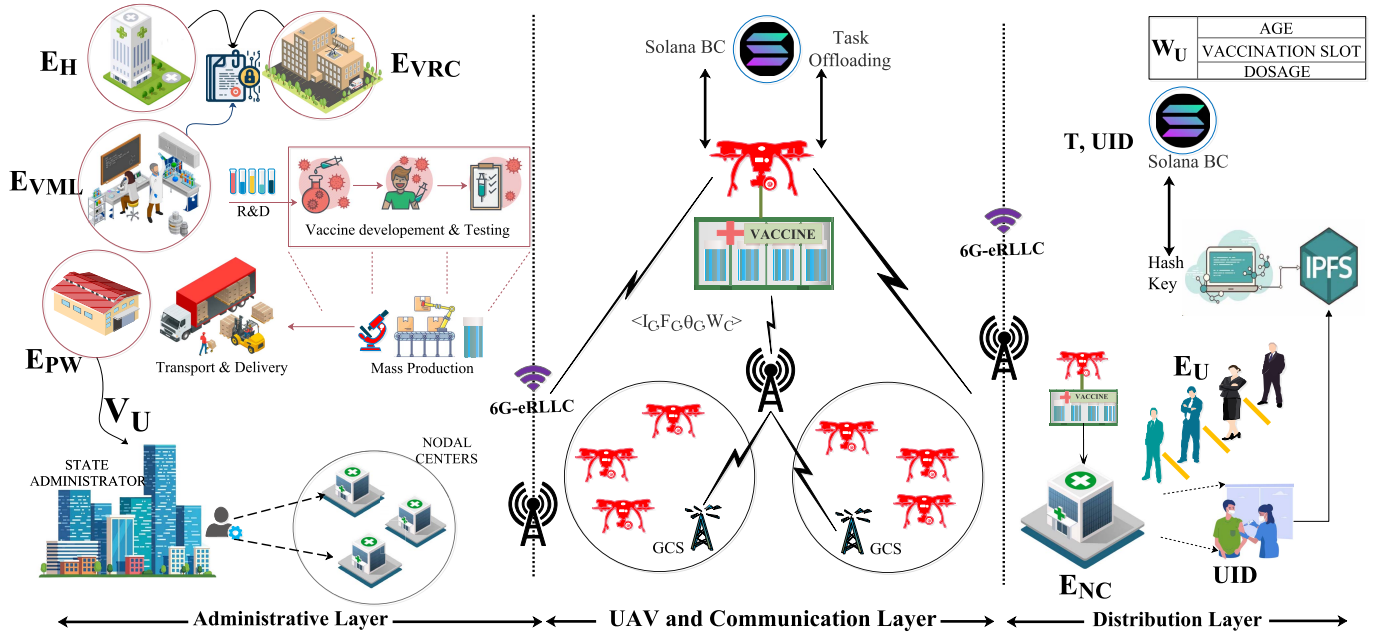 E_H
E_VRC
E_VML
R&D
Vaccine developement & Testing
E_PW
Transport & Delivery
Mass Production
V_U
STATE
ADMINISTRATOR
NODAL
CENTERS
6G-eRLLC
Administrative Layer
Solana BC
Task
Offloading
VACCINE
<I_G,F_C,θ_G,W_C>
GCS
GCS
UAV and Communication Layer
6G-eRLLC
W_U
AGE
VACCINATION SLOT
DOSAGE
T, UID
Solana BC
Hash
Key
IPFS
VACCINE
E_U
E_NC
UID
Distribution Layer